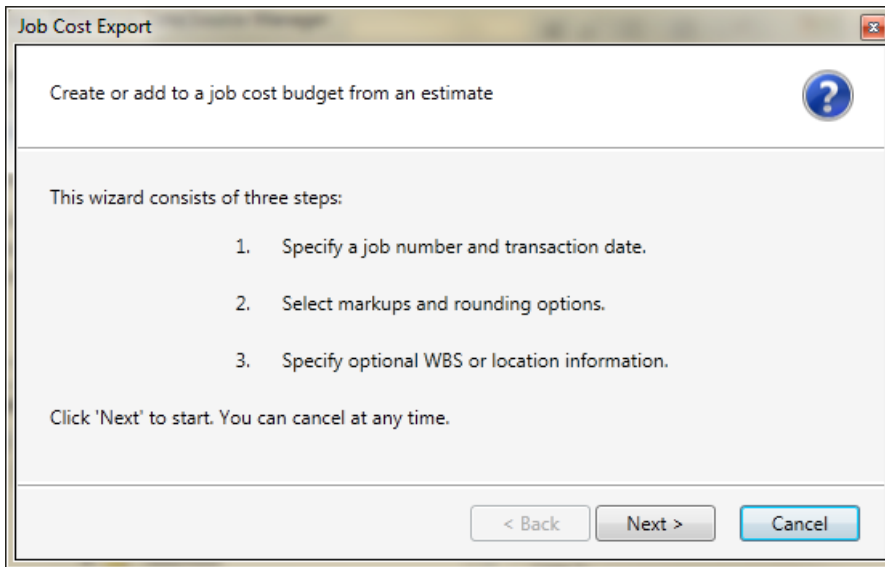 Job Cost Export
Create or add to a job cost budget from an estimate
?
This wizard consists of three steps:
1. Specify a job number and transaction date.
2. Select markups and rounding options.
3. Specify optional WBS or location information.
Click 'Next' to start. You can cancel at any time.
< Back Next > Cancel